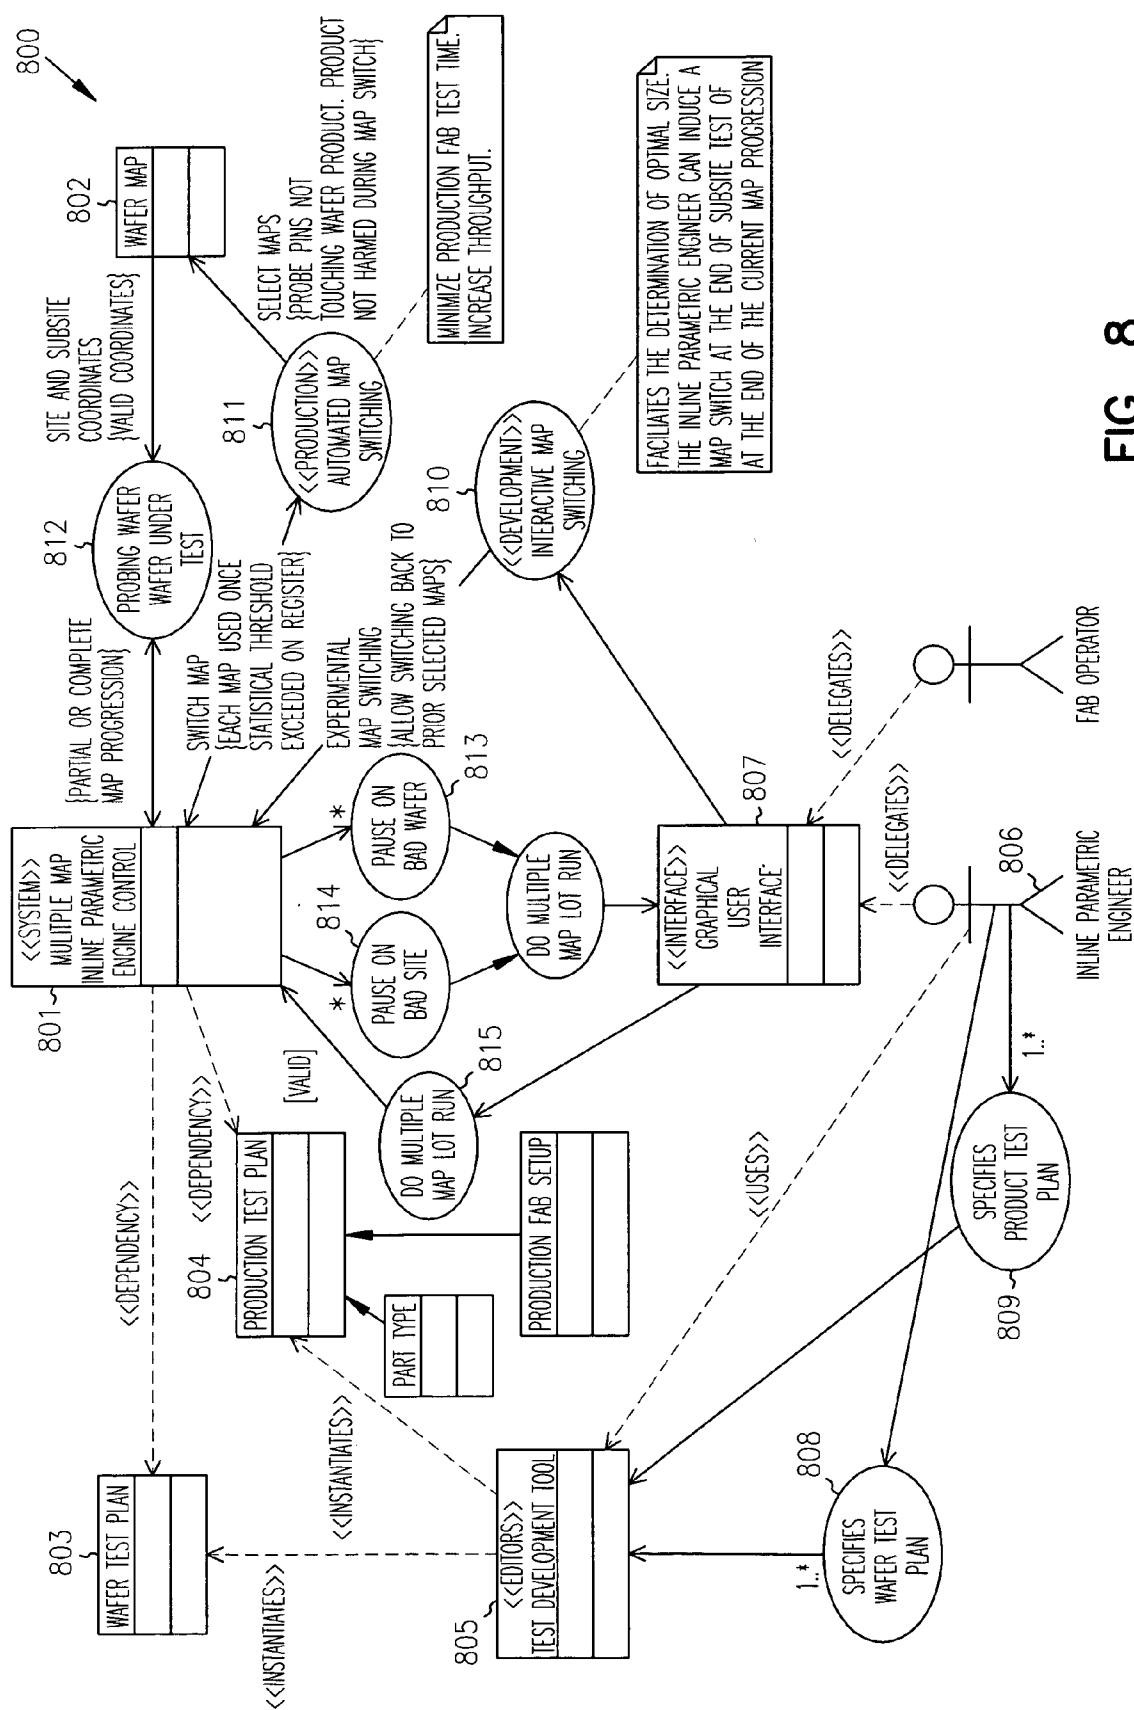 800
802
WAFER MAP
SITE AND SUBSITE
COORDINATES
{VALID COORDINATES}
812
PROBING WAFER
WAFER UNDER
TEST
{PARTIAL OR COMPLETE
MAP PROGRESSION}
<<SYSTEM>>
MULTIPLE MAP
INLINE PARAMETRIC
ENGINE CONTROL
801
<<DEPENDENCY>>
WAFER TEST PLAN
803
<<INSTANTIATES>>
SELECT MAPS
{PROBE PINS NOT
TOUCHING WAFER PRODUCT. PRODUCT
NOT HARMED DURING MAP SWITCH}
811
<<PRODUCTION>>
AUTOMATED MAP
SWITCHING
MINIMIZE PRODUCTION FAB TEST TIME.
INCREASE THROUGHPUT.
SWITCH MAP
{EACH MAP USED ONCE
STATISTICAL THRESHOLD
EXCEEDED ON REGISTER}
EXPERIMENTAL
MAP SWITCHING
{ALLOW SWITCHING BACK TO
PRIOR SELECTED MAPS}
<<DEPENDENCY>>
804
PRODUCTION TEST PLAN
[VALID]
PART TYPE
PRODUCTION FAB SETUP
<<INSTANTIATES>>
*
814
PAUSE ON
BAD SITE
*
813
PAUSE ON
BAD WAFER
DO MULTIPLE
MAP LOT RUN
815
DO MULTIPLE
MAP LOT RUN
810
<<DEVELOPMENT>>
INTERACTIVE MAP
SWITCHING
FACILIATES THE DETERMINATION OF OPTMAL SIZE.
THE INLINE PARAMETRIC ENGINEER CAN INDUCE A
MAP SWITCH AT THE END OF SUBSITE TEST OF
AT THE END OF THE CURRENT MAP PROGRESSION
<<INTERFACE>>
GRAPHICAL
USER
INTERFACE
807
805
<<EDITORS>>
TEST DEVELOPMENT TOOL
<<USES>>
<<DELEGATES>>
<<DELEGATES>>
FAB OPERATOR
806
INLINE PARAMETRIC
ENGINEER
1..*
SPECIFIES
PRODUCT TEST
PLAN
809
1..*
808
SPECIFIES
WAFER TEST
PLAN
FIG. 8